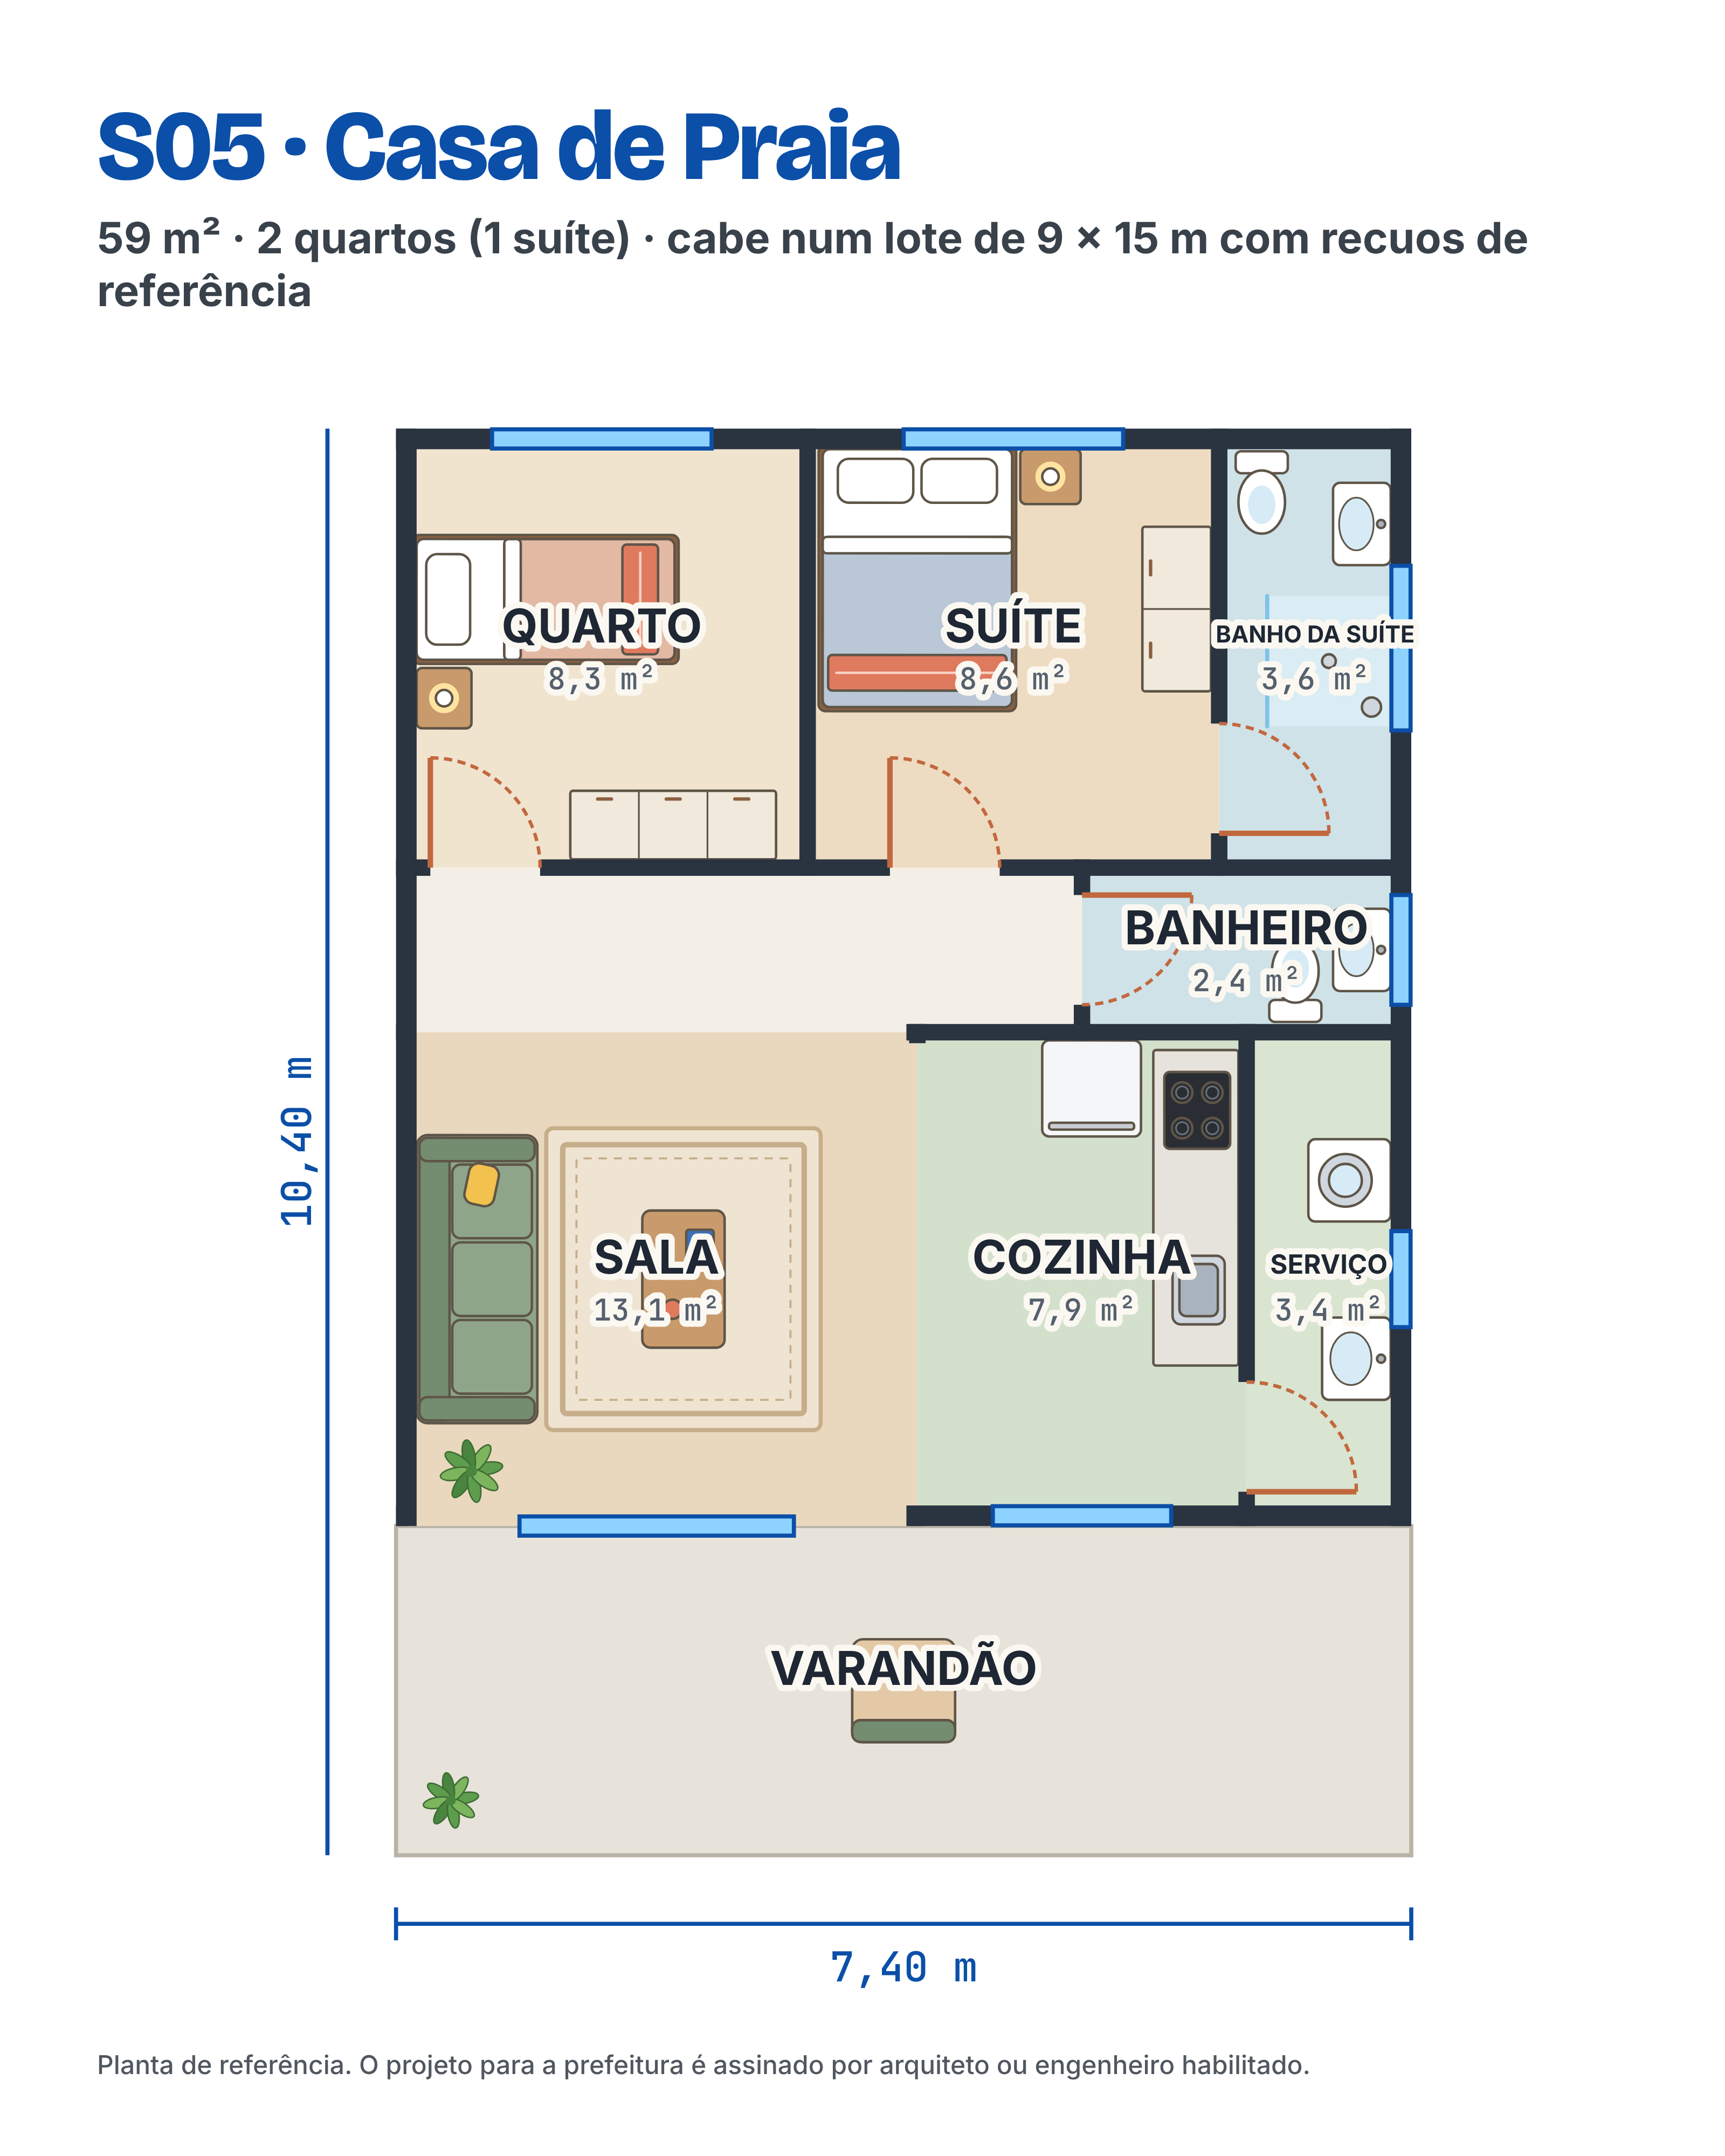 S05 · Casa de Praia
59 m² · 2 quartos (1 suíte) · cabe num lote de 9 × 15 m com recuos de
referência
QUARTO
8,3 m²
SUÍTE
8,6 m²
BANHO DA SUÍTE
3,6 m²
BANHEIRO
2,4 m²
10,40 m
SALA
13,1 m²
COZINHA
7,9 m²
SERVIÇO
3,4 m²
VARANDÃO
7,40 m
Planta de referência. O projeto para a prefeitura é assinado por arquiteto ou engenheiro habilitado.